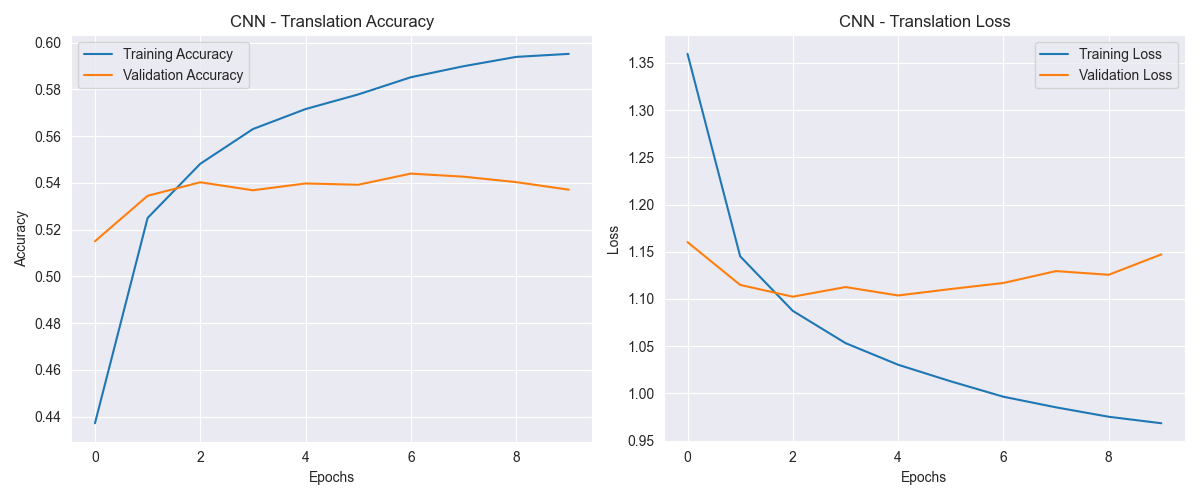 CNN - Translation Accuracy
Training Accuracy
Validation Accuracy
0.60
0.58
0.56
0.54
0.52
0.50
0.48
0.46
0.44
Accuracy
0 2 4 6 8
Epochs
CNN - Translation Loss
Training Loss
Validation Loss
1.35
1.30
1.25
1.20
1.15
1.10
1.05
1.00
0.95
Loss
0 2 4 6 8
Epochs